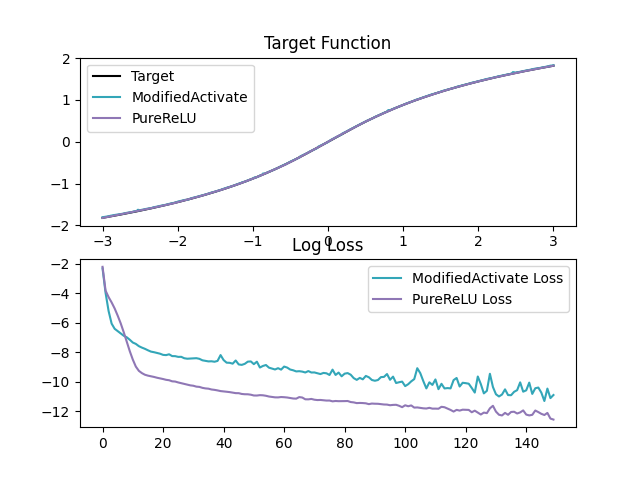 Target Function
Target
ModifiedActivate
PureReLU
2
1
0
−1
−2
−3 −2 −1 0 1 2 3
Log Loss
ModifiedActivate Loss
PureReLU Loss
−2
−4
−6
−8
−10
−12
0 20 40 60 80 100 120 140